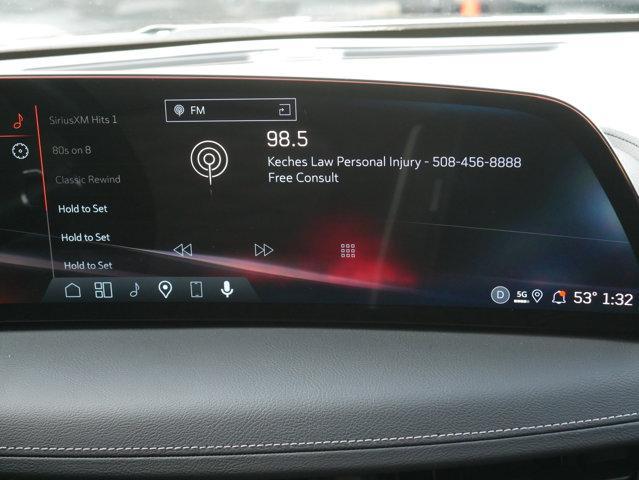 SiriusXM Hits 1
80s on 8
Classic Rewind
Hold to Set
Hold to Set
Hold to Set
FM
98.5
Keches Law Personal Injury - 508-456-8888
Free Consult
D 5G 53° 1:32